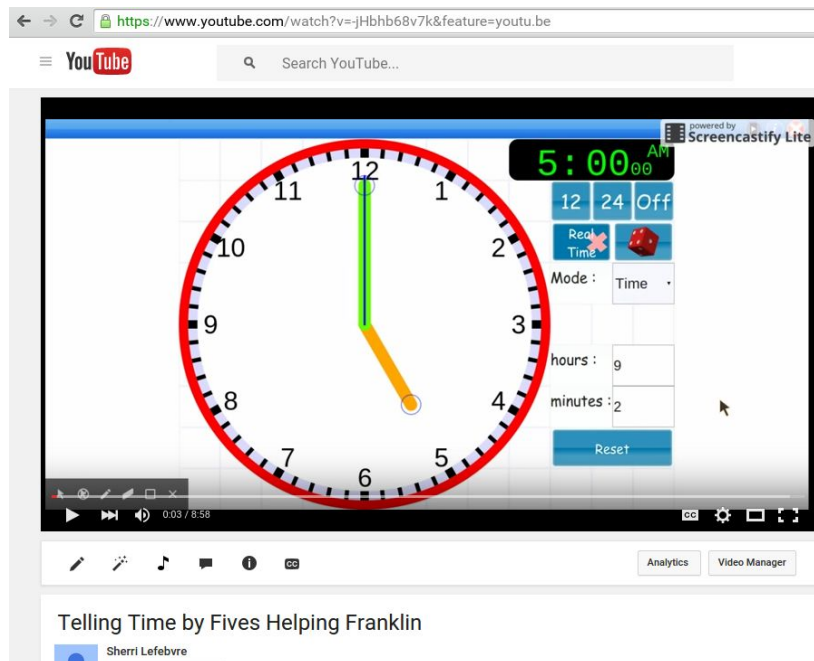 https://www.youtube.com/watch?v=-jHbhb68v7k&feature=youtu.be
YouTube
Search YouTube...
powered by
Screencastify Lite
5:00 00 AM
12 24 Off
Real
Time
Mode : Time
hours : 9
minutes : 2
Reset
12
11 1
10 2
9 3
8 4
7 5
6
0:03 / 8:58
CC
CC
Analytics Video Manager
Telling Time by Fives Helping Franklin
Sherri Lefebvre